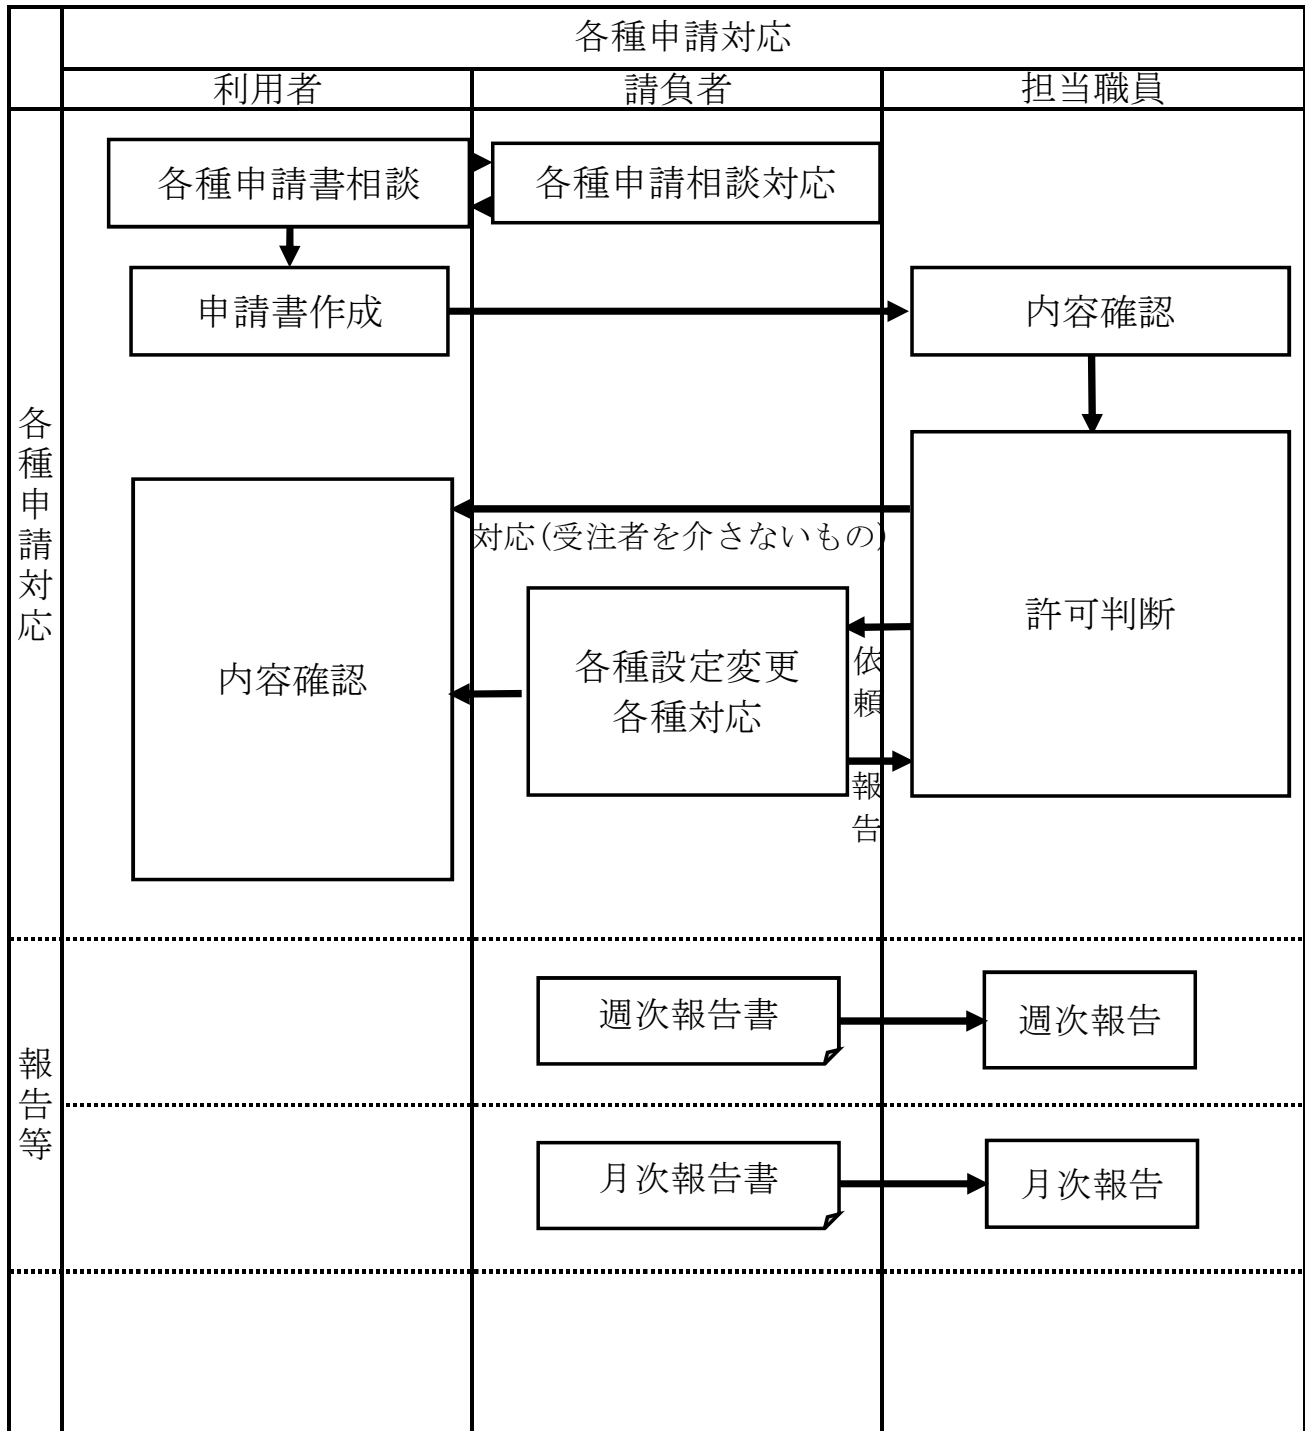 各種申請対応
利用者
請負者
担当職員
各種申請対応
各種申請書相談
各種申請相談対応
申請書作成
内容確認
対応(受注者を介さないもの)
許可判断
依頼
各種設定変更
各種対応
内容確認
報告
報告等
週次報告書
週次報告
月次報告書
月次報告